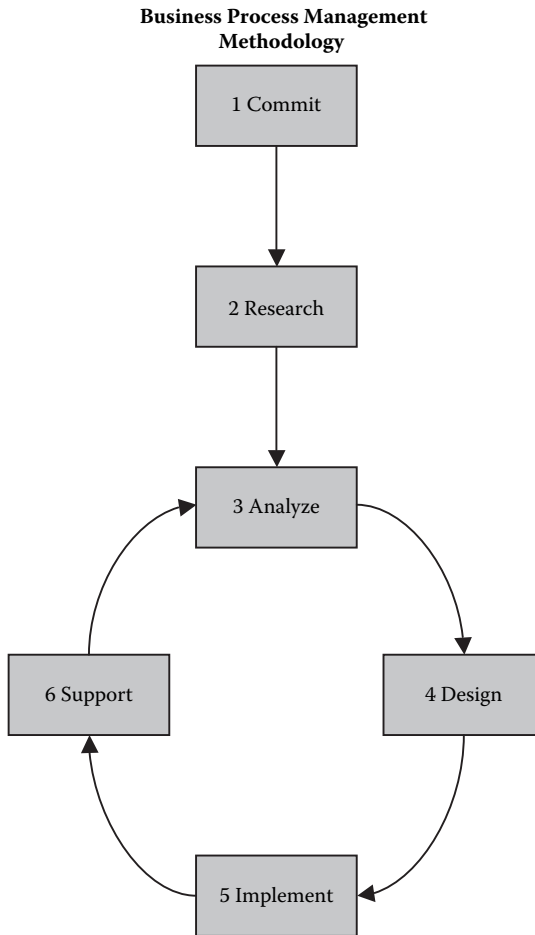 Business Process Management
Methodology
1 Commit
2 Research
3 Analyze
6 Support
4 Design
5 Implement